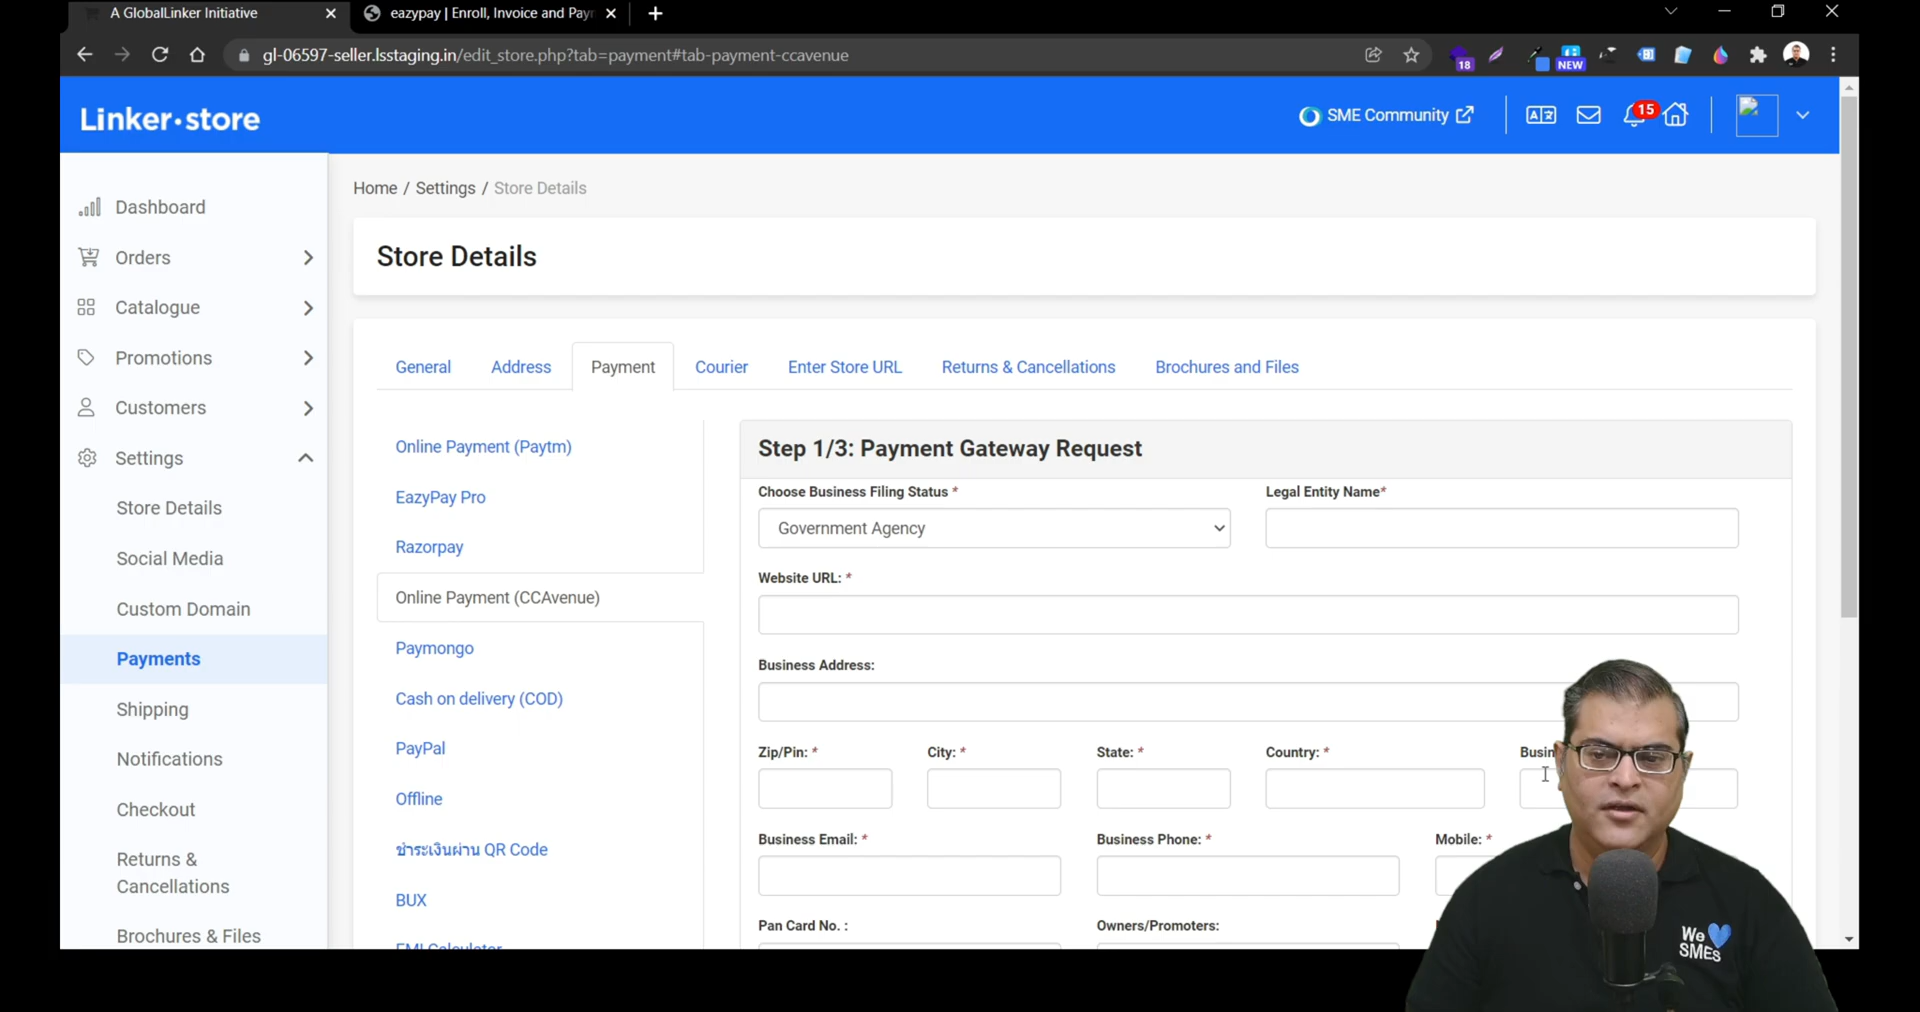 A GlobalLinker Initiative
eazypay | Enroll, Invoice and Payn
gl-06597-seller.lsstaging.in/edit_store.php?tab=payment#tab-payment-ccavenue
18
NEW
Linker·store
SME Community
15
Home / Settings / Store Details
Store Details
Dashboard
Orders
Catalogue
Promotions
Customers
Settings
Store Details
Social Media
Custom Domain
Payments
Shipping
Notifications
Checkout
Returns &
Cancellations
Brochures & Files
General Address Payment Courier Enter Store URL Returns & Cancellations Brochures and Files
Online Payment (Paytm)
EazyPay Pro
Razorpay
Online Payment (CCAvenue)
Paymongo
Cash on delivery (COD)
PayPal
Offline
ชำระเงินผ่าน QR Code
BUX
EMI Calculator
Step 1/3: Payment Gateway Request
Choose Business Filing Status * Legal Entity Name*
Government Agency
Website URL: *
Business Address:
Zip/Pin: * City: * State: * Country: * Busin
Business Email: * Business Phone: * Mobile: *
Pan Card No. : Owners/Promoters:
We
SMEs